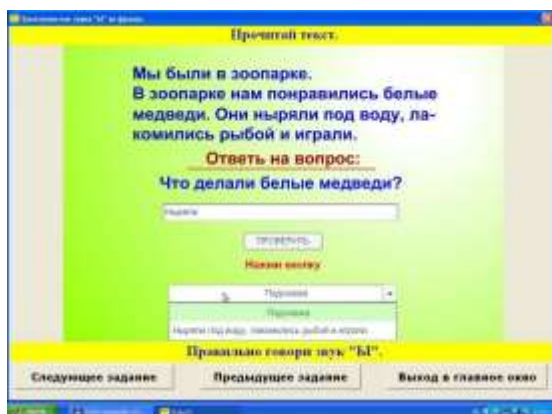 Прочитай текст.
Мы были в зоопарке.
В зоопарке нам понравились белые
медведи. Они ныряли под воду, ла-
комились рыбой и играли.
Ответь на вопрос:
Что делали белые медведи?
ныряли
ПРОВЕРИТЬ
Нажми кнопку
Подсказка
Подсказка
Ныряли под воду, лакомились рыбой и играли
Правильно говори звук "Ы".
Следующее задание
Предыдущее задание
Выход в главное окно